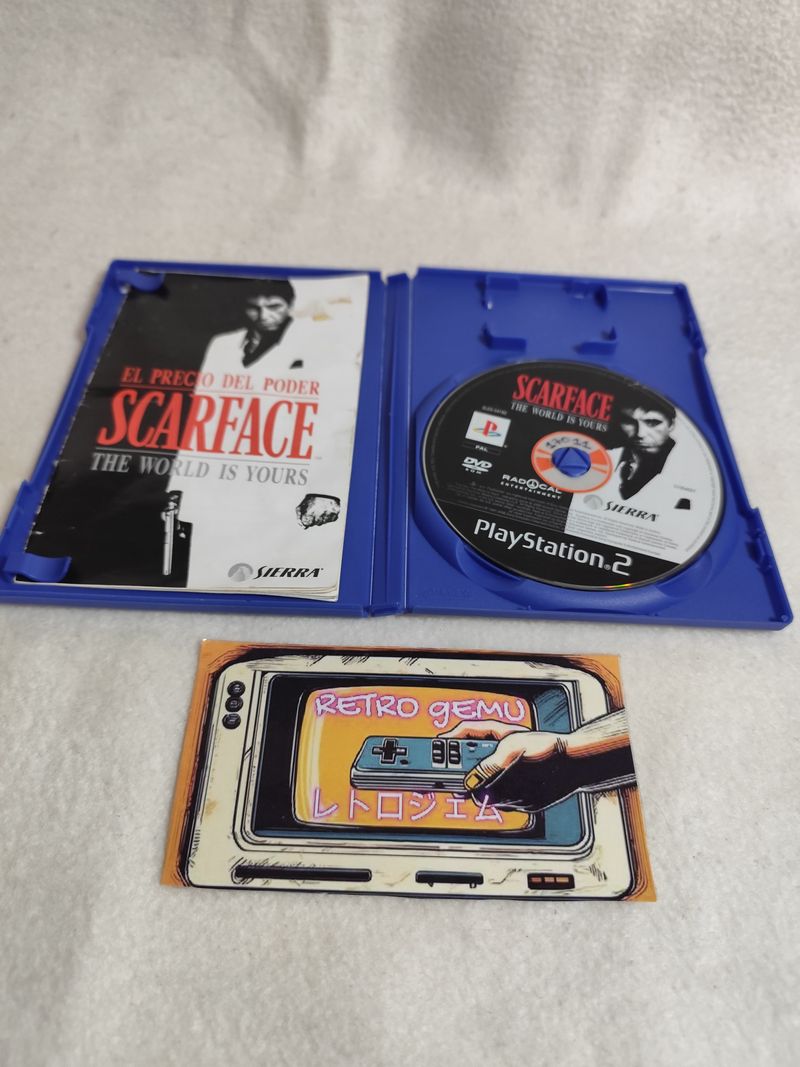 EL PRECIO DEL PODER
SCARFACE
THE WORLD IS YOURS
SIERRA
SCARFACE
THE WORLD IS YOURS
PAL
DVD
ROM
RADICAL
ENTERTAINMENT
SIERRA
PlayStation.2
RETRO gEMU
レトロジェム